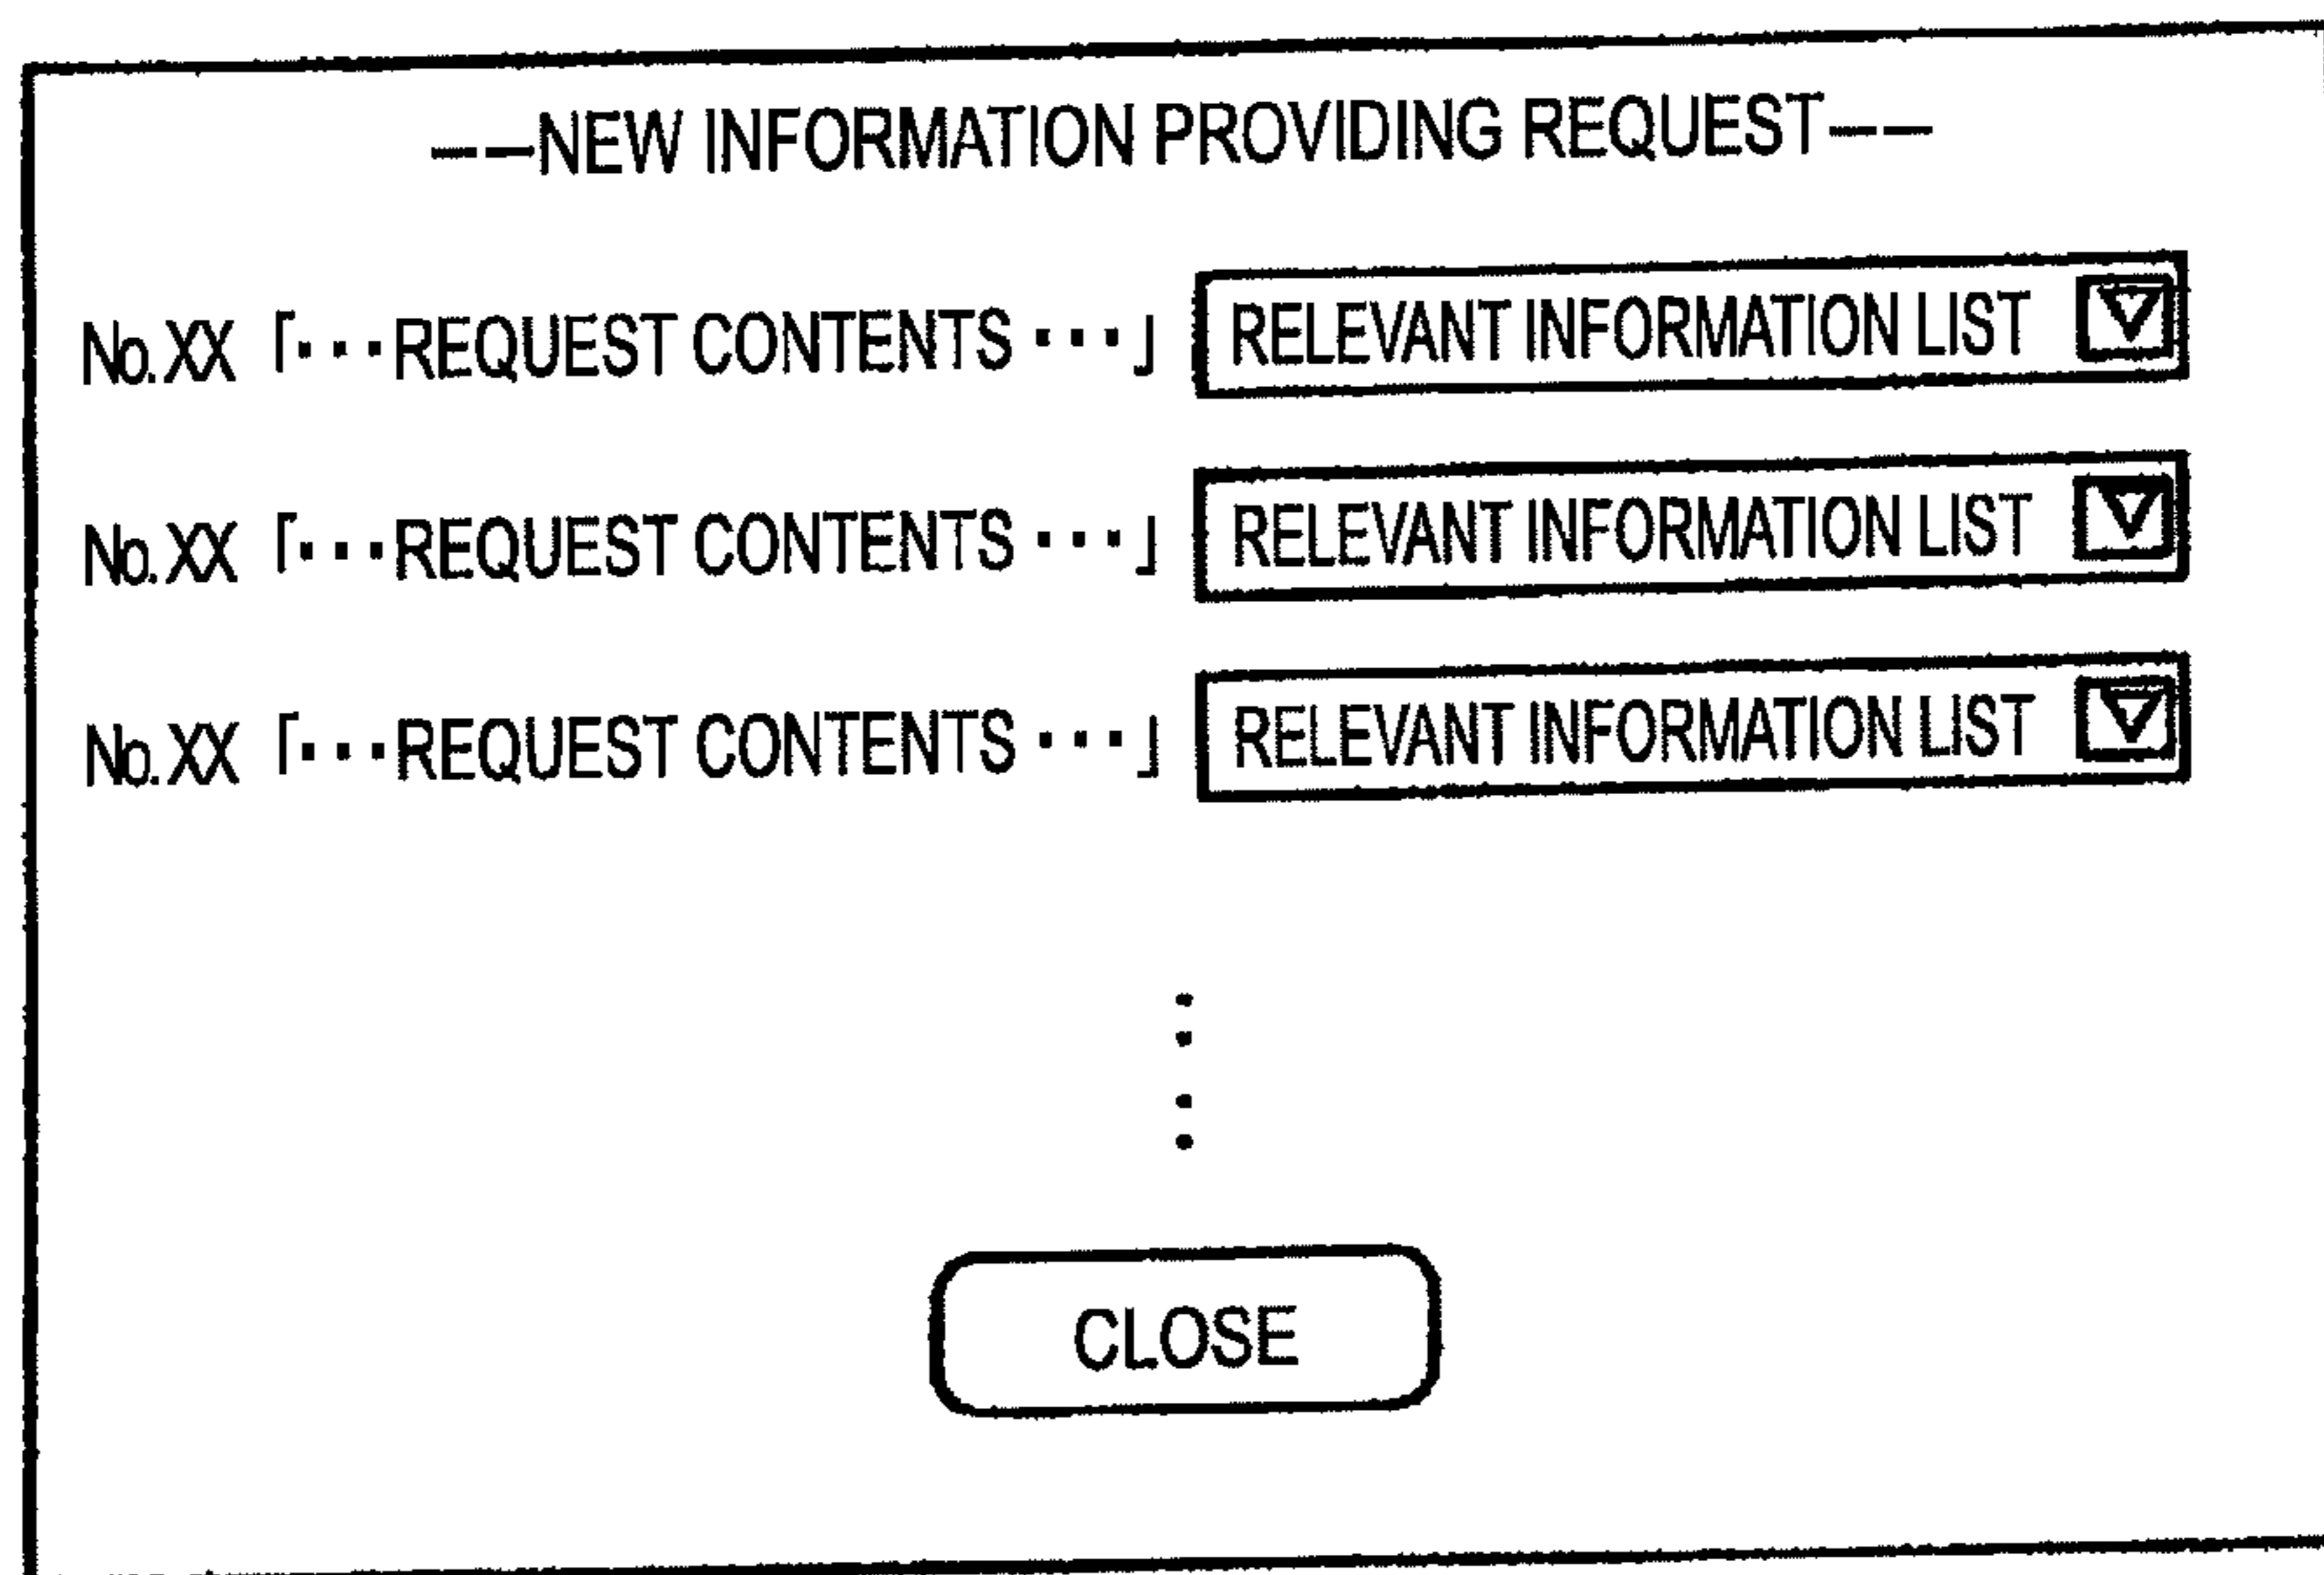 ——NEW INFORMATION PROVIDING REQUEST——
No.XX 「···REQUEST CONTENTS ···」 RELEVANT INFORMATION LIST ▽
No.XX 「···REQUEST CONTENTS ···」 RELEVANT INFORMATION LIST ▽
No.XX 「···REQUEST CONTENTS ···」 RELEVANT INFORMATION LIST ▽
CLOSE